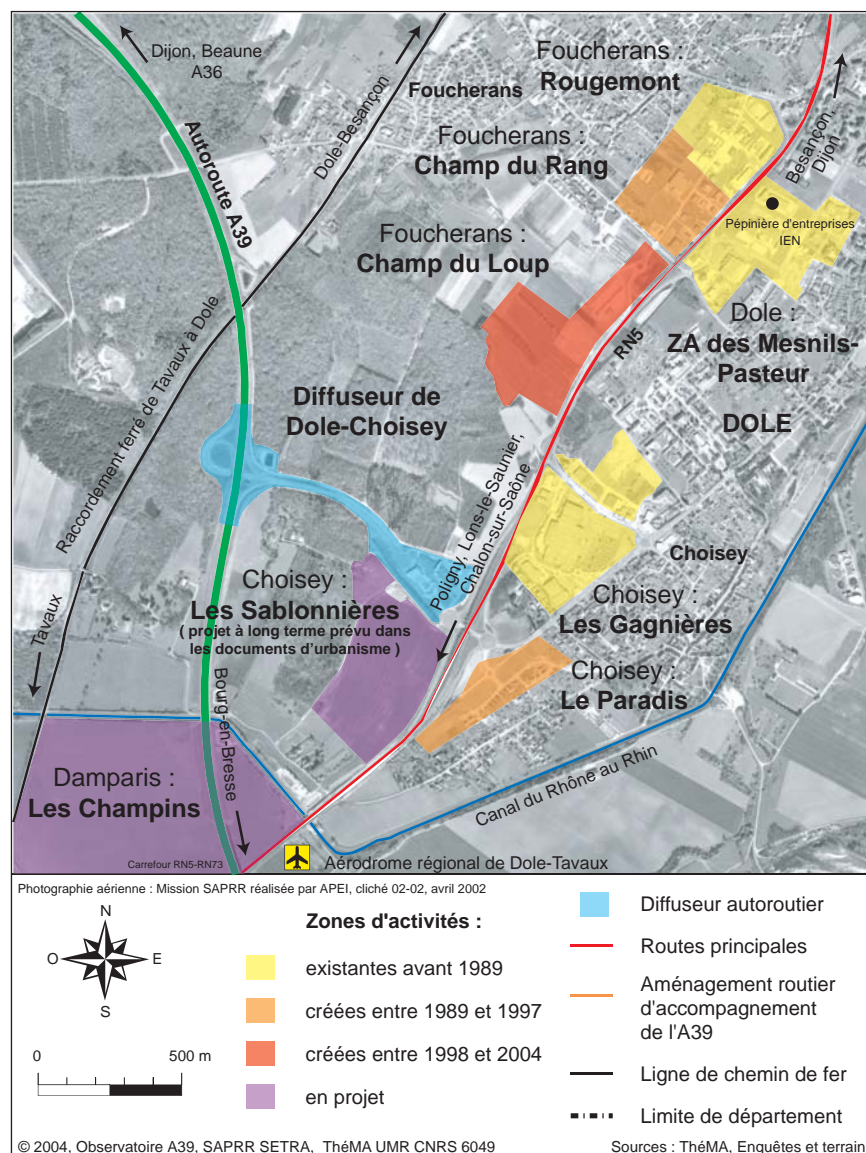 Dijon, Beaune
A36
Autoroute A39
Dole-Besançon
Foucherans :
Rougemont
Foucherans
Foucherans :
Champ du Rang
Besançon,
Dijon
Pépinière d'entreprises
IEN
Foucherans :
Champ du Loup
RN5
Dole :
ZA des Mesnils-
Pasteur
DOLE
Raccordement ferré de Tavaux à Dole
Diffuseur de
Dole-Choisey
Poligny, Lons-le-Saunier,
Chalon-sur-Saône
Choisey
Choisey :
Les Sablonnières
( projet à long terme prévu dans
les documents d'urbanisme )
Choisey :
Les Gagnières
Choisey :
Le Paradis
Tavaux
Bourg-en-Bresse
Damparis :
Les Champins
Canal du Rhône au Rhin
Carrefour RN5-RN73
Aérodrome régional de Dole-Tavaux
Photographie aérienne : Mission SAPRR réalisée par APEI, cliché 02-02, avril 2002
N
O
E
S
0
500 m
Zones d'activités :
existantes avant 1989
créées entre 1989 et 1997
créées entre 1998 et 2004
en projet
Diffuseur autoroutier
Routes principales
Aménagement routier
d'accompagnement
de l'A39
Ligne de chemin de fer
Limite de département
© 2004, Observatoire A39, SAPRR SETRA, ThéMA UMR CNRS 6049
Sources : ThéMA, Enquêtes et terrain